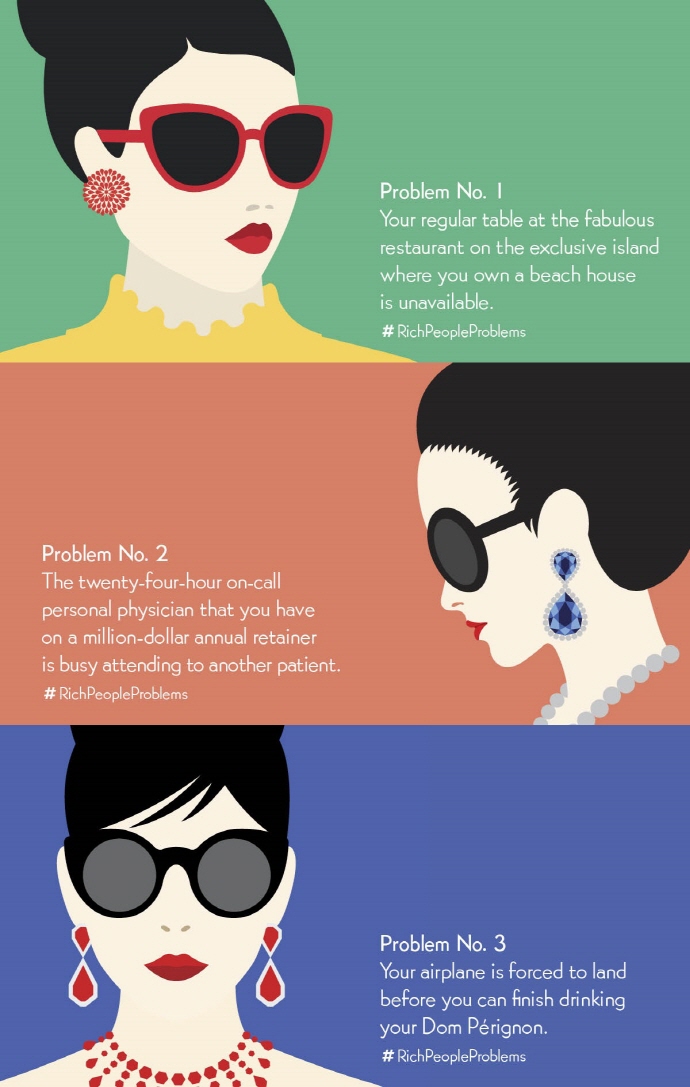 Problem No. 1
Your regular table at the fabulous
restaurant on the exclusive island
where you own a beach house
is unavailable.
# RichPeopleProblems
Problem No. 2
The twenty-four-hour on-call
personal physician that you have
on a million-dollar annual retainer
is busy attending to another patient.
# RichPeopleProblems
Problem No. 3
Your airplane is forced to land
before you can finish drinking
your Dom Pérignon.
# RichPeopleProblems